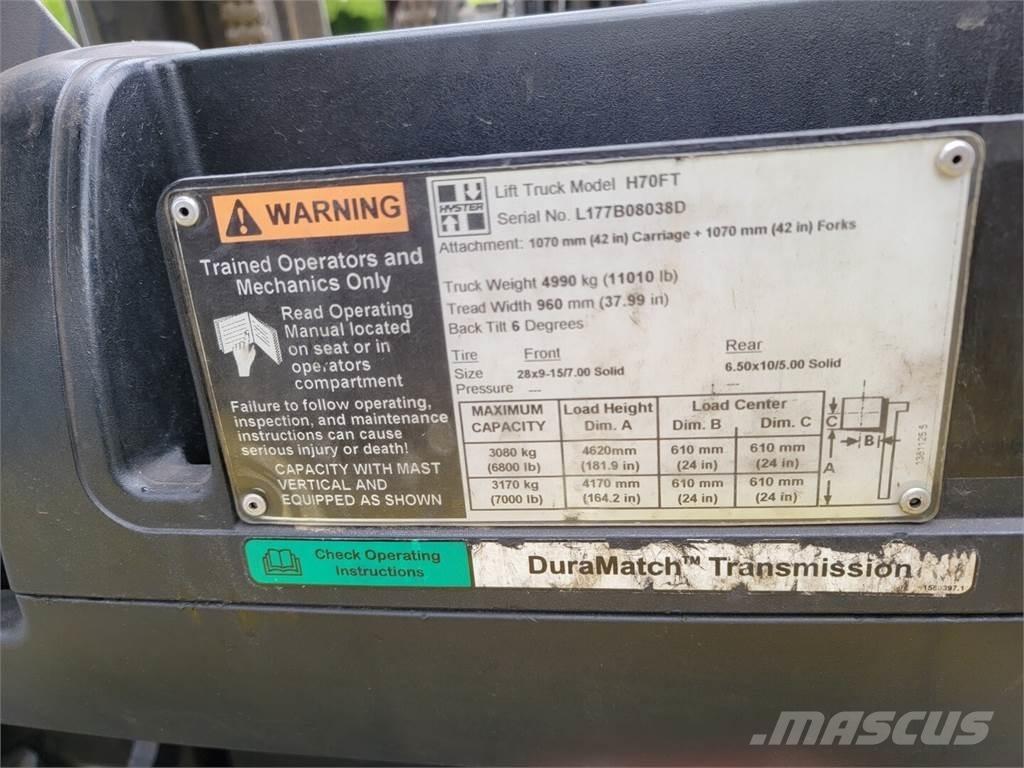 WARNING
Trained Operators and
Mechanics Only
Read Operating
Manual located
on seat or in
operators
compartment
Failure to follow operating,
inspection, and maintenance
instructions can cause
serious injury or death!
CAPACITY WITH MAST
VERTICAL AND
EQUIPPED AS SHOWN
HYSTER
Lift Truck Model H70FT
Serial No. L177B08038D
Attachment: 1070 mm (42 in) Carriage + 1070 mm (42 in) Forks
Truck Weight 4990 kg (11010 lb)
Tread Width 960 mm (37.99 in)
Back Tilt 6 Degrees
Tire Front Rear
Size 28x9-15/7.00 Solid 6.50x10/5.00 Solid
Pressure --- ---
MAXIMUM Load Height Load Center
CAPACITY Dim. A Dim. B Dim. C
3080 kg 4620mm 610 mm 610 mm
(6800 lb) (181.9 in) (24 in) (24 in)
3170 kg 4170 mm 610 mm 610 mm
(7000 lb) (164.2 in) (24 in) (24 in)
C
B
A
Check Operating
Instructions
DuraMatch™ Transmission
MASCUS